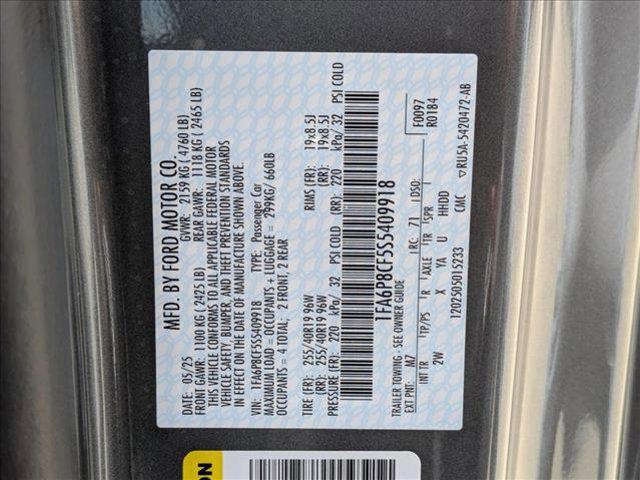 MFD. BY FORD MOTOR CO.
DATE: 05/25 GVWR: 2159 KG ( 4760 LB)
FRONT GAWR: 1100 KG ( 2425 LB) REAR GAWR: 1118 KG ( 2465 LB)
VEHICLE CONFORMS TO ALL APPLICABLE FEDERAL MOTOR
VEHICLE SAFETY, BUMPER, AND THEFT PREVENTION STANDARDS
IN EFFECT ON THE DATE OF MANUFACTURE SHOWN ABOVE.
VIN: 1FA6P8CF5S5409918 TYPE: Passenger Car
MAXIMUM LOAD = OCCUPANTS + LUGGAGE = 299KG/ 660LB
OCCUPANTS = 4 TOTAL; 2 FRONT, 2 REAR
TIRE (FR): 255/40R19 96W RIMS (FR): 19x8.5J
(RR): 255/40R19 96W (RR): 19x8.5J
PRESSURE (FR): 220 kPa/ 32 PSI COLD (RR): 220 kPa/ 32 PSI COLD
1FA6P8CF5S5409918
TRAILER TOWING - SEE OWNER GUIDE F0097
EXT PNT: M7 RC: 71 DSO: R0184
INT TR TP/PS R AXLE TR SPR
2W X YA U HHDD
120250501523​3 CMC ▽RU5A-5420472-AB
ON